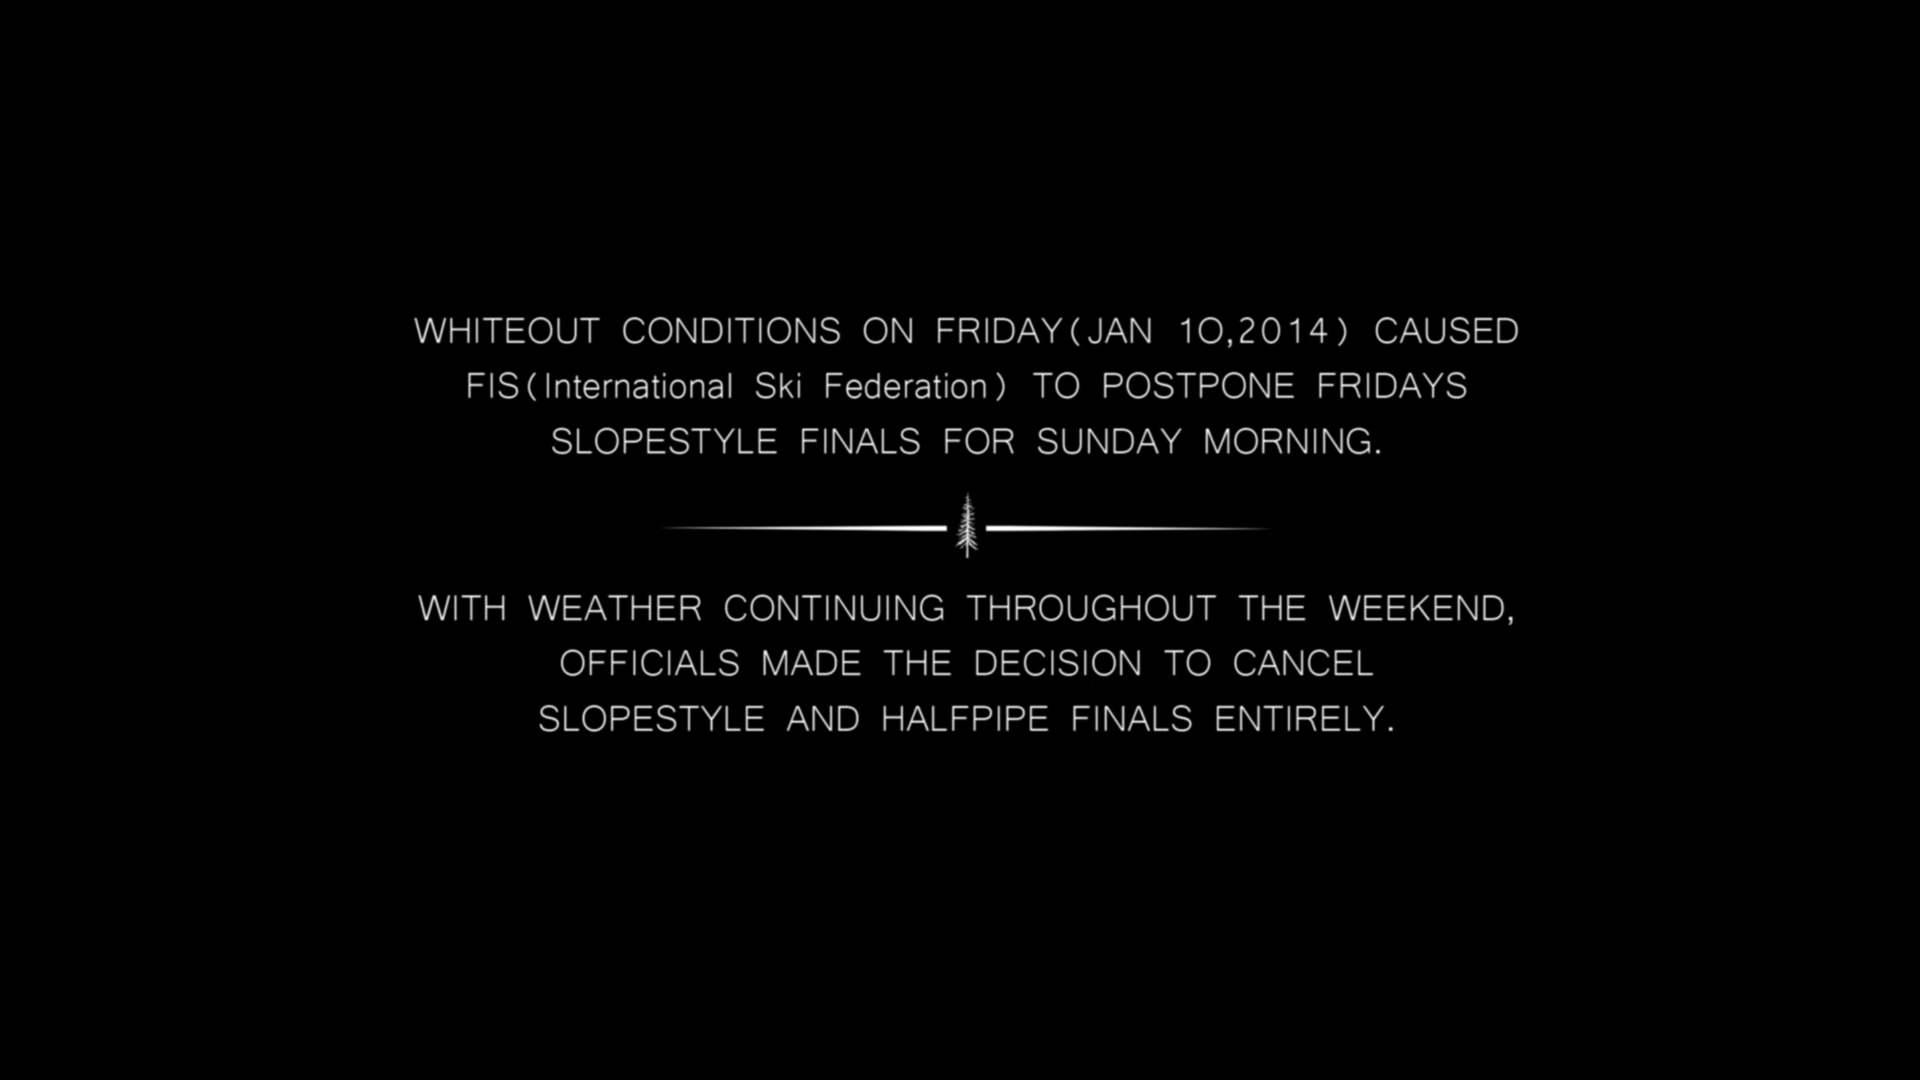 WHITEOUT CONDITIONS ON FRIDAY(JAN 10,2014) CAUSED
FIS(International Ski Federation) TO POSTPONE FRIDAYS
SLOPESTYLE FINALS FOR SUNDAY MORNING.
WITH WEATHER CONTINUING THROUGHOUT THE WEEKEND,
OFFICIALS MADE THE DECISION TO CANCEL
SLOPESTYLE AND HALFPIPE FINALS ENTIRELY.